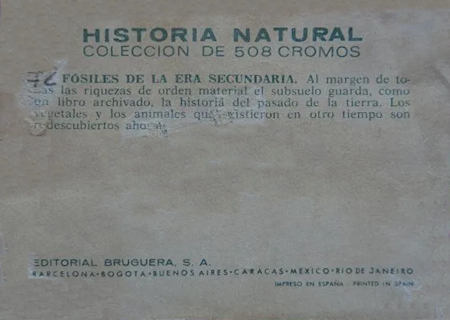 HISTORIA NATURAL
COLECCION DE 508 CROMOS
72 FÓSILES DE LA ERA SECUNDARIA. Al margen de to-
las riquezas de orden material el subsuelo guarda, como
un libro archivado, la historia del pasado de la tierra. Los
vegetales y los animales que existieron en otro tiempo son
redescubiertos ahora.
EDITORIAL BRUGUERA, S. A.
BARCELONA•BOGOTA•BUENOS AIRES•CARACAS•MEXICO•RIO DE JANEIRO
IMPRESO EN ESPAÑA - PRINTED IN SPAIN